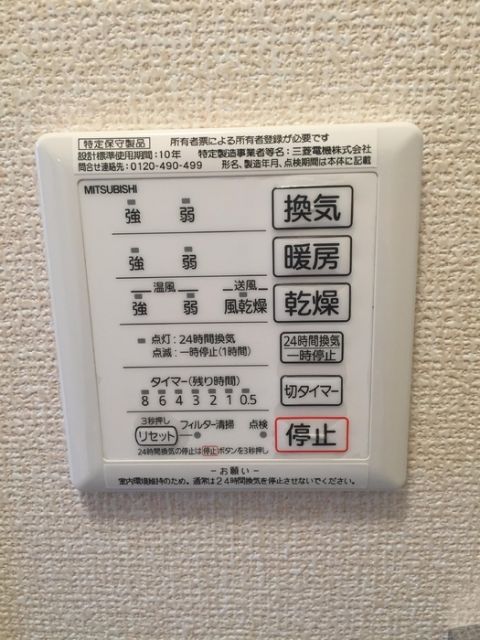 特定保守製品 所有者票による所有者登録が必要です
設計標準使用期間：10年 特定製造事業者等名：三菱電機株式会社
問合せ連絡先：0120-490-499 形名、製造年月、点検期間は本体に記載
MITSUBISHI
強 弱 換気
強 弱 暖房
温風 送風
強 弱 風乾燥 乾燥
点灯：24時間換気
点滅：一時停止(1時間)
24時間換気
一時停止
タイマー(残り時間)
8 6 4 3 2 1 0.5
切タイマー
3秒押し
リセット フィルター清掃 点検
停止
24時間換気の停止は停止ボタンを3秒押し
－お願い－
室内環境維持のため、通常は24時間換気を停止させないでください。